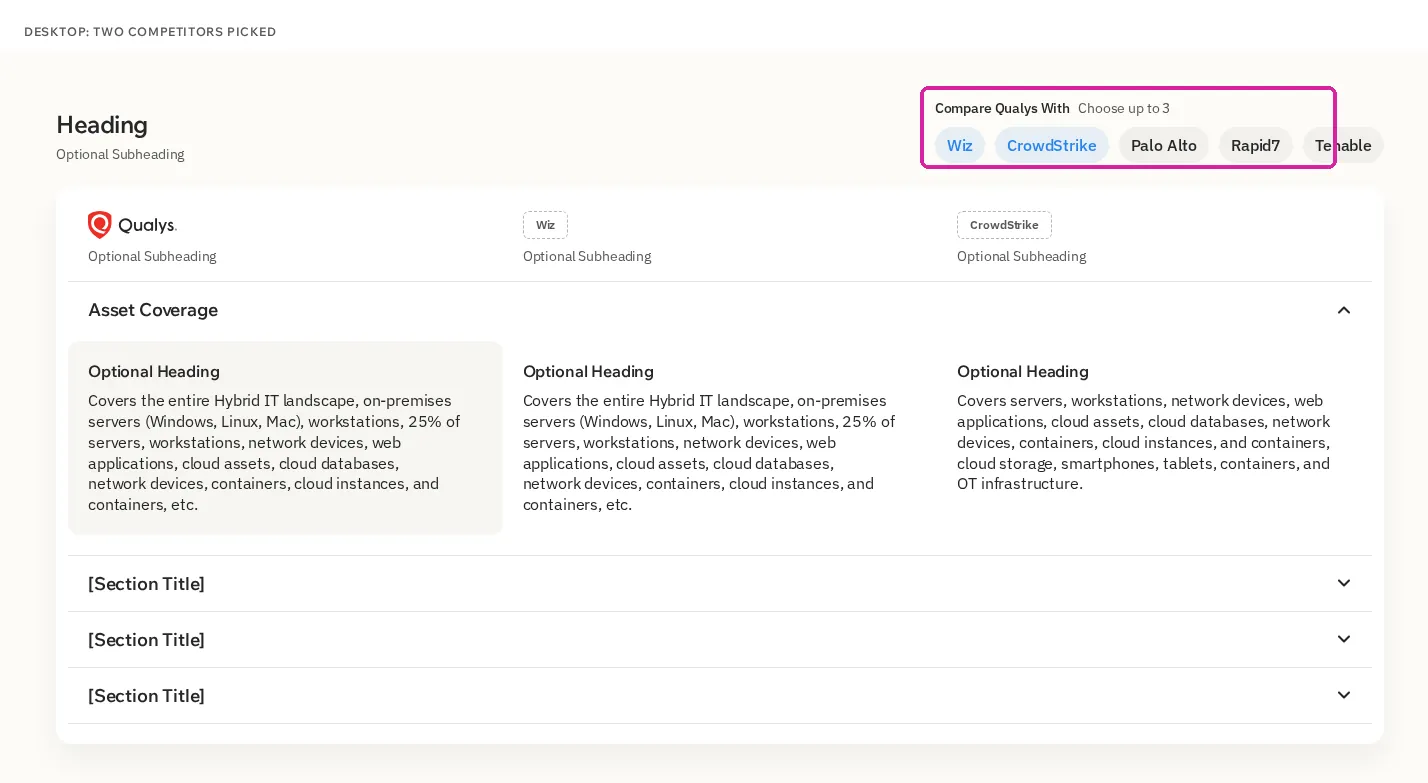 DESKTOP: TWO COMPETITORS PICKED
Heading
Optional Subheading
Compare Qualys With Choose up to 3
Wiz CrowdStrike Palo Alto Rapid7 Tenable
Qualys.
Optional Subheading
Wiz
Optional Subheading
CrowdStrike
Optional Subheading
Asset Coverage
Optional Heading
Covers the entire Hybrid IT landscape, on-premises
servers (Windows, Linux, Mac), workstations, 25% of
servers, workstations, network devices, web
applications, cloud assets, cloud databases,
network devices, containers, cloud instances, and
containers, etc.
Optional Heading
Covers the entire Hybrid IT landscape, on-premises
servers (Windows, Linux, Mac), workstations, 25% of
servers, workstations, network devices, web
applications, cloud assets, cloud databases,
network devices, containers, cloud instances, and
containers, etc.
Optional Heading
Covers servers, workstations, network devices, web
applications, cloud assets, cloud databases, network
devices, containers, cloud instances, and containers,
cloud storage, smartphones, tablets, containers, and
OT infrastructure.
[Section Title]
[Section Title]
[Section Title]